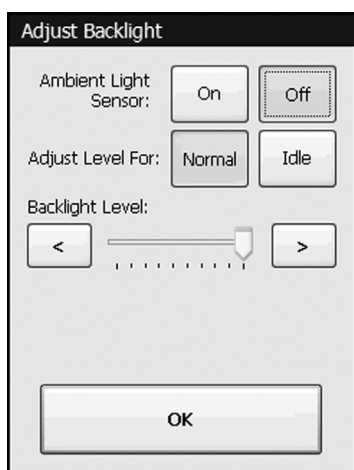 Adjust Backlight
Ambient Light
Sensor:
On
Off
Adjust Level For:
Normal
Idle
Backlight Level:
<
>
OK